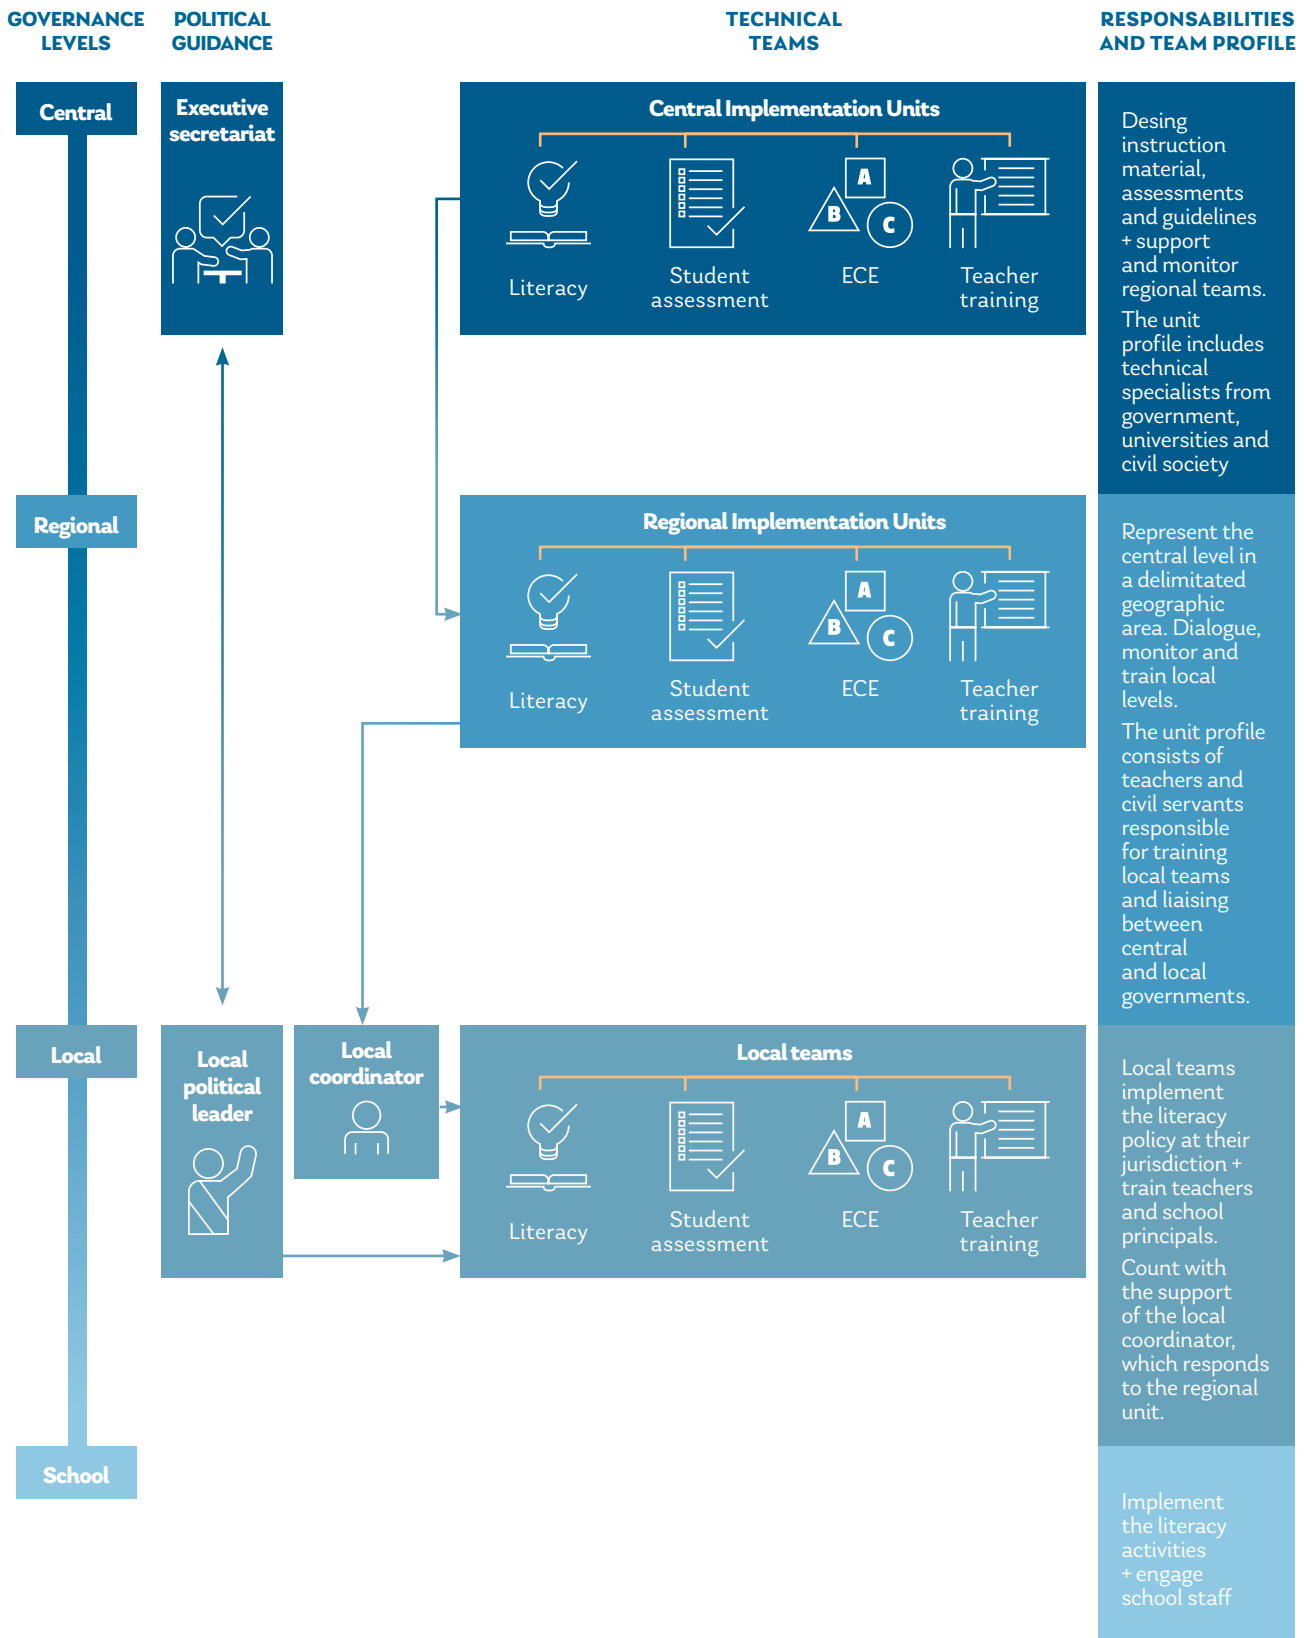 GOVERNANCE
LEVELS
POLITICAL
GUIDANCE
TECHNICAL
TEAMS
RESPONSABILITIES
AND TEAM PROFILE
Central
Executive
secretariat
Central Implementation Units
A
B
C
Literacy
Student
assessment
ECE
Teacher
training
Desing
instruction
material,
assessments
and guidelines
+ support
and monitor
regional teams.
The unit
profile includes
technical
specialists from
government,
universities and
civil society
Regional
Regional Implementation Units
A
B
C
Literacy
Student
assessment
ECE
Teacher
training
Represent the
central level in
a delimitated
geographic
area. Dialogue,
monitor and
train local
levels.
The unit profile
consists of
teachers and
civil servants
responsible
for training
local teams
and liaising
between
central
and local
governments.
Local
Local
political
leader
Local
coordinator
Local teams
A
B
C
Literacy
Student
assessment
ECE
Teacher
training
Local teams
implement
the literacy
policy at their
jurisdiction +
train teachers
and school
principals.
Count with
the support
of the local
coordinator,
which responds
to the regional
unit.
School
Implement
the literacy
activities
+ engage
school staff